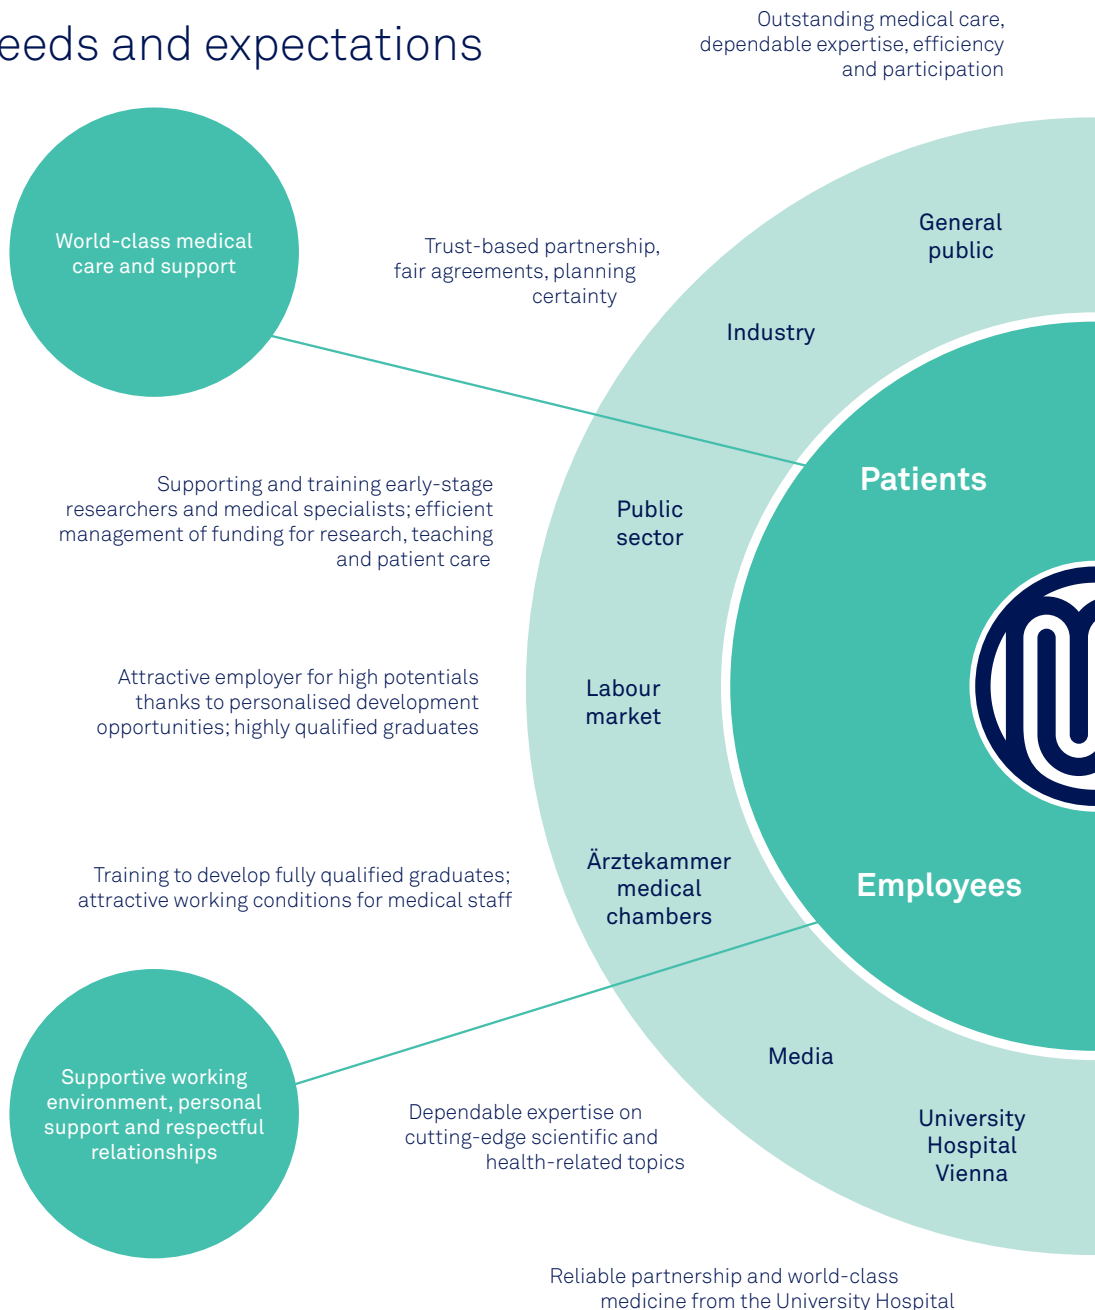 eeds and expectations
Outstanding medical care,
dependable expertise, efficiency
and participation
World-class medical
care and support
Trust-based partnership,
fair agreements, planning
certainty
General
public
Industry
Patients
Supporting and training early-stage
researchers and medical specialists; efficient
management of funding for research, teaching
and patient care
Public
sector
Attractive employer for high potentials
thanks to personalised development
opportunities; highly qualified graduates
Labour
market
Training to develop fully qualified graduates;
attractive working conditions for medical staff
Ärztekammer
medical
chambers
Employees
Supportive working
environment, personal
support and respectful
relationships
Media
Dependable expertise on
cutting-edge scientific and
health-related topics
University
Hospital
Vienna
Reliable partnership and world-class
medicine from the University Hospital